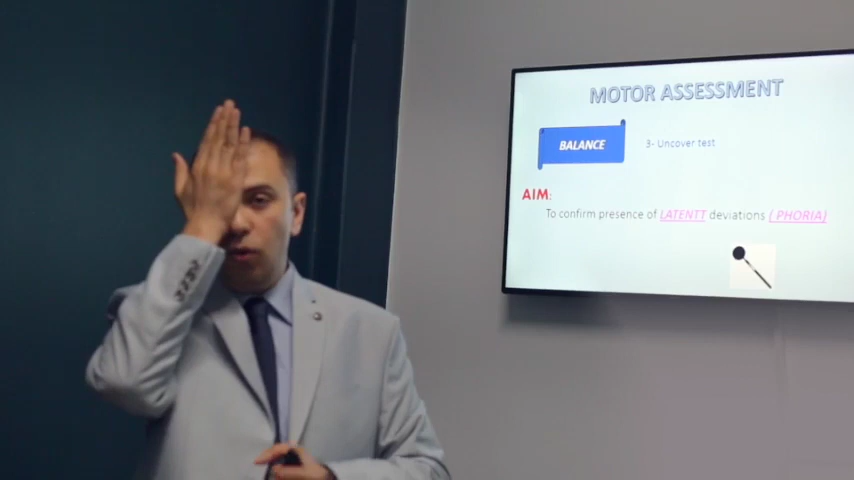 MOTOR ASSESSMENT
BALANCE
3- Uncover test
AIM:
To confirm presence of LATENTT deviations ( PHORIA)